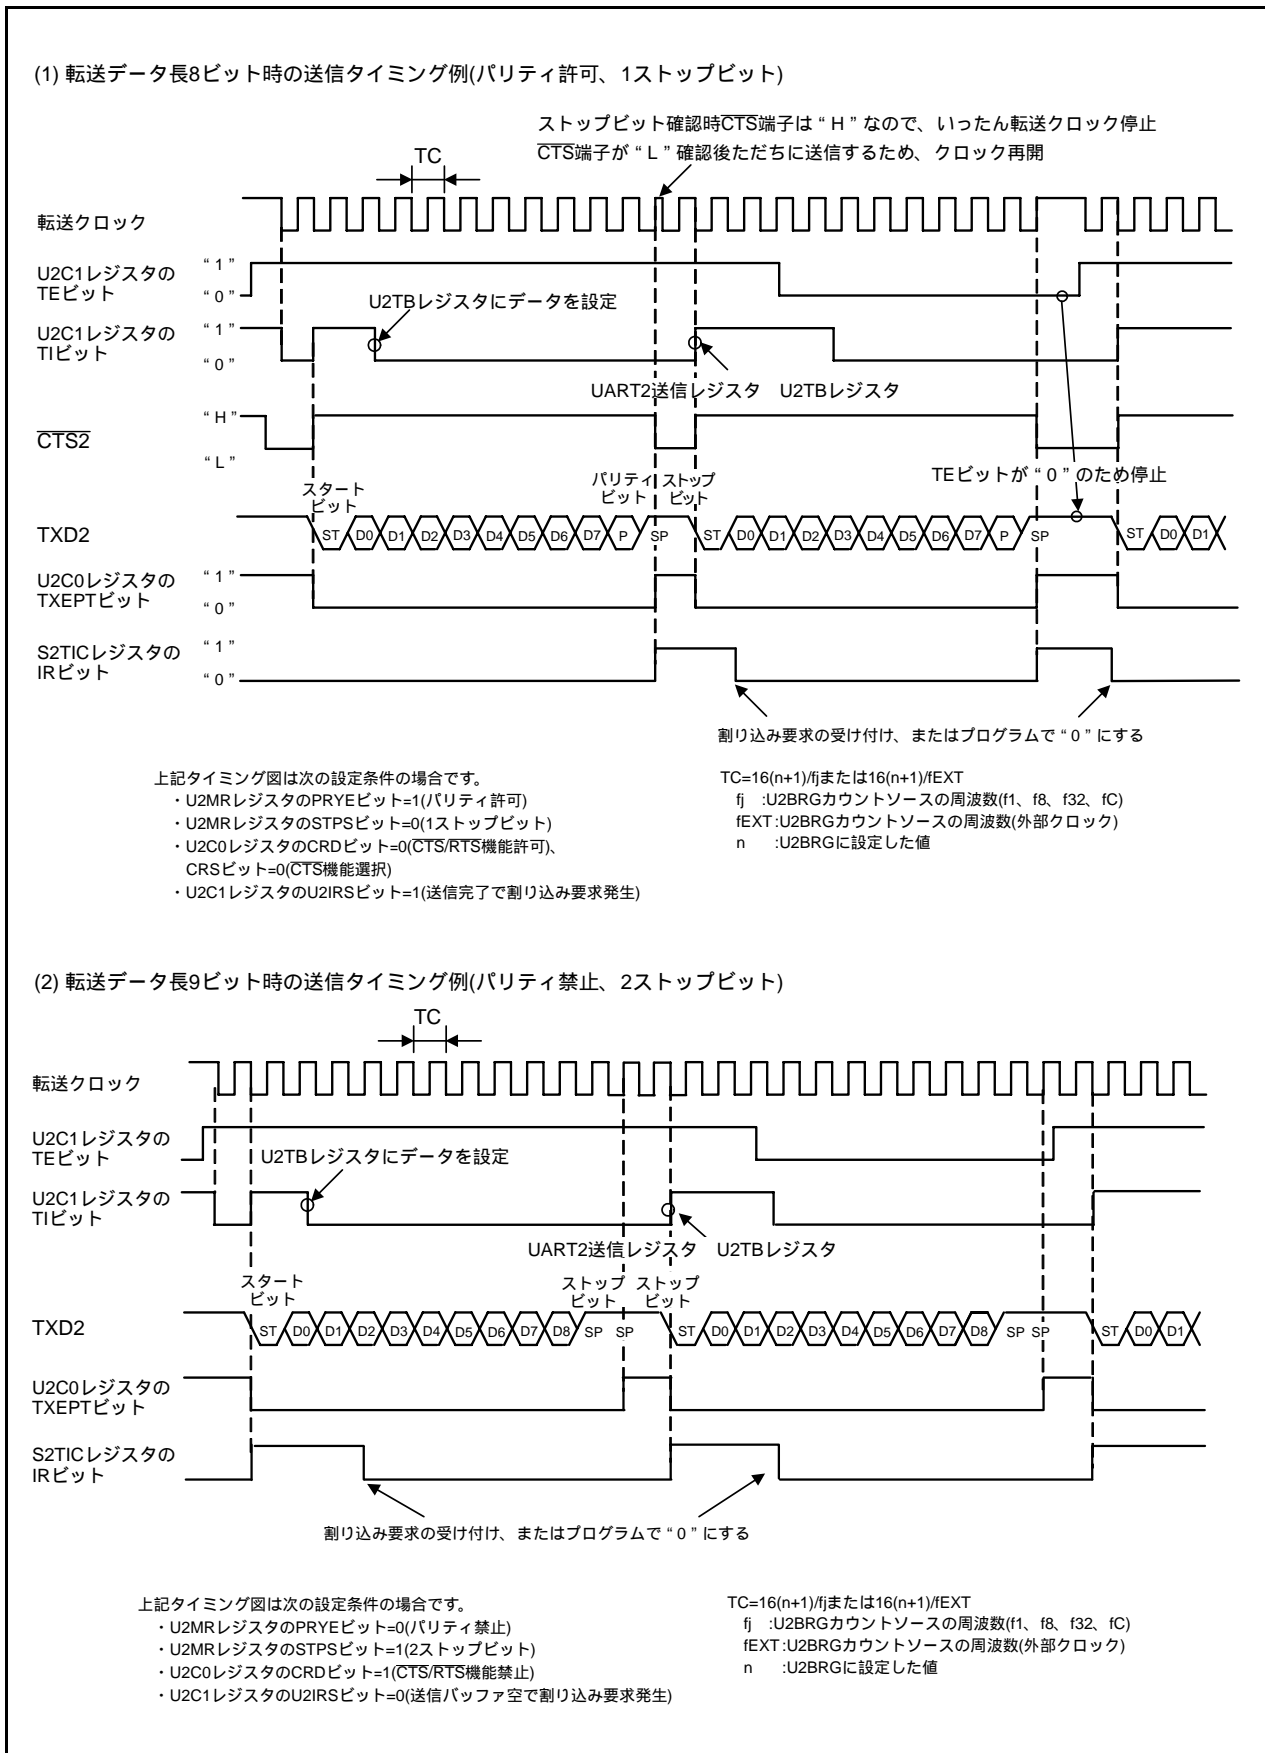 (1) 転送データ長8ビット時の送信タイミング例(パリティ許可、1ストップビット)
ストップビット確認時CTS端子は“H”なので、いったん転送クロック停止
CTS端子が“L”確認後ただちに送信するため、クロック再開
TC
転送クロック
U2C1レジスタの
TEビット
“1”
“0”
U2TBレジスタにデータを設定
U2C1レジスタの
TIビット
“1”
“0”
UART2送信レジスタ U2TBレジスタ
CTS2
“H”
“L”
TEビットが“0”のため停止
スタート
ビット
パリティ
ビット
ストップ
ビット
TXD2
ST D0 D1 D2 D3 D4 D5 D6 D7 P SP ST D0 D1 D2 D3 D4 D5 D6 D7 P SP ST D0 D1
U2C0レジスタの
TXEPTビット
“1”
“0”
S2TICレジスタの
IRビット
“1”
“0”
割り込み要求の受け付け、またはプログラムで“0”にする
上記タイミング図は次の設定条件の場合です。
・U2MRレジスタのPRYEビット=1(パリティ許可)
・U2MRレジスタのSTPSビット=0(1ストップビット)
・U2C0レジスタのCRDビット=0(CTS/RTS機能許可)、
CRSビット=0(CTS機能選択)
・U2C1レジスタのU2IRSビット=1(送信完了で割り込み要求発生)
TC=16(n+1)/fjまたは16(n+1)/fEXT
fj :U2BRGカウントソースの周波数(f1、f8、f32、fC)
fEXT:U2BRGカウントソースの周波数(外部クロック)
n :U2BRGに設定した値
(2) 転送データ長9ビット時の送信タイミング例(パリティ禁止、2ストップビット)
TC
転送クロック
U2C1レジスタの
TEビット
U2TBレジスタにデータを設定
U2C1レジスタの
TIビット
UART2送信レジスタ U2TBレジスタ
スタート
ビット
ストップ
ビット
ストップ
ビット
TXD2
ST D0 D1 D2 D3 D4 D5 D6 D7 D8 SP SP ST D0 D1 D2 D3 D4 D5 D6 D7 D8 SP SP ST D0 D1
U2C0レジスタの
TXEPTビット
S2TICレジスタの
IRビット
割り込み要求の受け付け、またはプログラムで“0”にする
上記タイミング図は次の設定条件の場合です。
・U2MRレジスタのPRYEビット=0(パリティ禁止)
・U2MRレジスタのSTPSビット=1(2ストップビット)
・U2C0レジスタのCRDビット=1(CTS/RTS機能禁止)
・U2C1レジスタのU2IRSビット=0(送信バッファ空で割り込み要求発生)
TC=16(n+1)/fjまたは16(n+1)/fEXT
fj :U2BRGカウントソースの周波数(f1、f8、f32、fC)
fEXT:U2BRGカウントソースの周波数(外部クロック)
n :U2BRGに設定した値